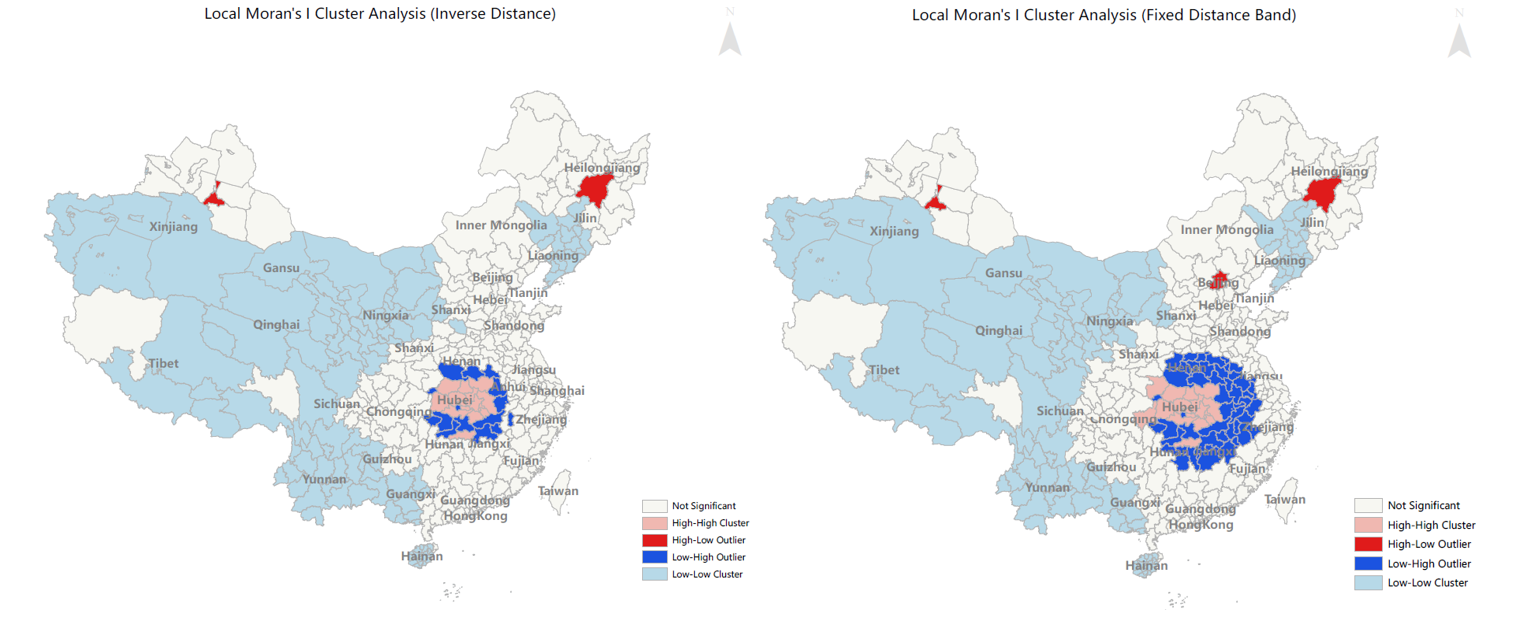 Local Moran's I Cluster Analysis (Inverse Distance)
N
Heilongjiang
Jilin
Xinjiang
Inner Mongolia
Liaoning
Gansu
Beijing
Tianjin
Hebei
Shanxi
Ningxia
Qinghai
Shandong
Shanxi
Henan
Tibet
Jiangsu
Anhui
Shanghai
Hubei
Sichuan
Chongqing
Zhejiang
Hunan
Jiangxi
Guizhou
Fujian
Yunnan
Guangxi
Guangdong
Taiwan
HongKong
Hainan
Not Significant
High-High Cluster
High-Low Outlier
Low-High Outlier
Low-Low Cluster
Local Moran's I Cluster Analysis (Fixed Distance Band)
N
Heilongjiang
Jilin
Xinjiang
Inner Mongolia
Liaoning
Gansu
Beijing
Tianjin
Hebei
Shanxi
Ningxia
Qinghai
Shandong
Shanxi
Henan
Tibet
Jiangsu
Hubei
Sichuan
Chongqing
Zhejiang
Hunan
Jiangxi
Guizhou
Fujian
Yunnan
Guangxi
Guangdong
Taiwan
HongKong
Hainan
Not Significant
High-High Cluster
High-Low Outlier
Low-High Outlier
Low-Low Cluster